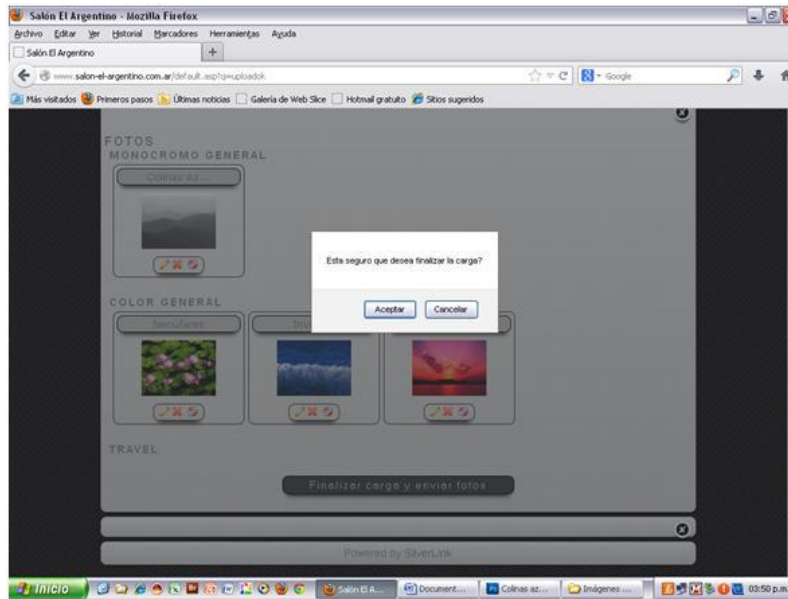 Salón El Argentino - Mozilla Firefox
Archivo Editar Ver Historial Marcadores Herramientas Ayuda
Salón El Argentino
www.salon-el-argentino.com.ar/default.asp?q=uploadok
Google
Más visitados Primeros pasos Últimas noticias Galería de Web Slice Hotmail gratuito Sitios sugeridos
FOTOS
MONOCROMO GENERAL
Colinas Az...
Esta seguro que desea finalizar la carga?
Aceptar Cancelar
COLOR GENERAL
Nenúfares
TRAVEL
Finalizar carga y enviar fotos
Powered by SilverLink
Inicio Salón El A... Document... Colinas az... Imágenes ... 03:50 p.m.